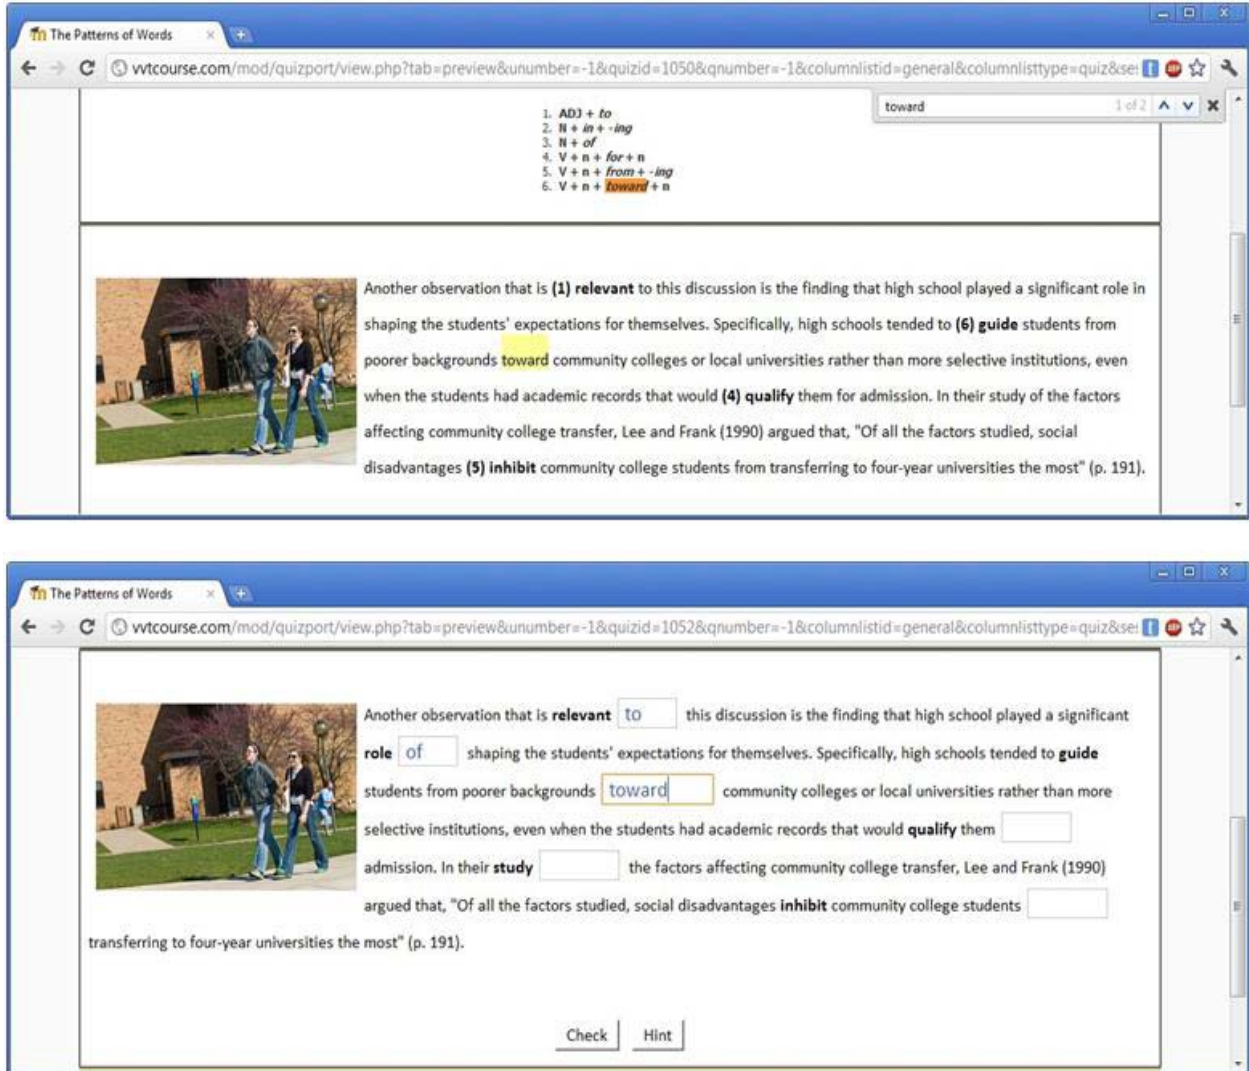 The Patterns of Words
vvtcourse.com/mod/quizport/view.php?tab=preview&unumber=-1&quizid=1050&qnumber=-1&columnlistid=general&columnlisttype=quiz&se
toward 1 of 2
1. ADJ + to
2. N + in + -ing
3. N + of
4. V + n + for + n
5. V + n + from + -ing
6. V + n + toward + n
Another observation that is (1) relevant to this discussion is the finding that high school played a significant role in
shaping the students' expectations for themselves. Specifically, high schools tended to (6) guide students from
poorer backgrounds toward community colleges or local universities rather than more selective institutions, even
when the students had academic records that would (4) qualify them for admission. In their study of the factors
affecting community college transfer, Lee and Frank (1990) argued that, "Of all the factors studied, social
disadvantages (5) inhibit community college students from transferring to four-year universities the most" (p. 191).
The Patterns of Words
vvtcourse.com/mod/quizport/view.php?tab=preview&unumber=-1&quizid=1052&qnumber=-1&columnlistid=general&columnlisttype=quiz&se
Another observation that is relevant to this discussion is the finding that high school played a significant
role of shaping the students' expectations for themselves. Specifically, high schools tended to guide
students from poorer backgrounds toward community colleges or local universities rather than more
selective institutions, even when the students had academic records that would qualify them
admission. In their study the factors affecting community college transfer, Lee and Frank (1990)
argued that, "Of all the factors studied, social disadvantages inhibit community college students
transferring to four-year universities the most" (p. 191).
Check Hint